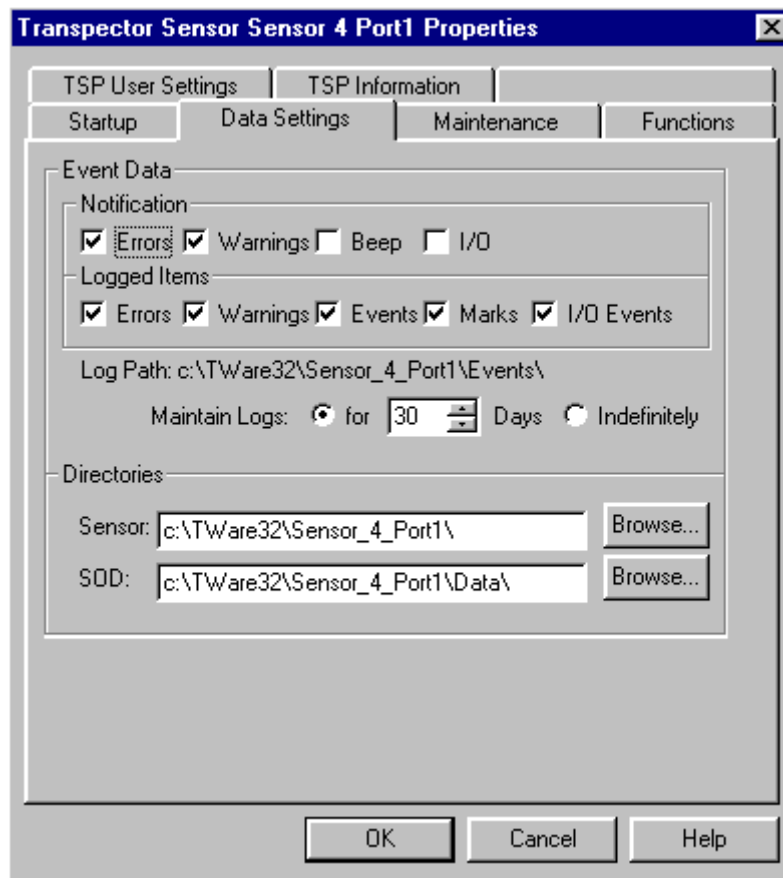 Transpector Sensor Sensor 4 Port1 Properties
TSP User Settings TSP Information
Startup Data Settings Maintenance Functions
Event Data
Notification
Errors Warnings Beep I/O
Logged Items
Errors Warnings Events Marks I/O Events
Log Path: c:\TWare32\Sensor_4_Port1\Events\
Maintain Logs: for 30 Days Indefinitely
Directories
Sensor: c:\TWare32\Sensor_4_Port1\ Browse...
SOD: c:\TWare32\Sensor_4_Port1\Data\ Browse...
OK Cancel Help